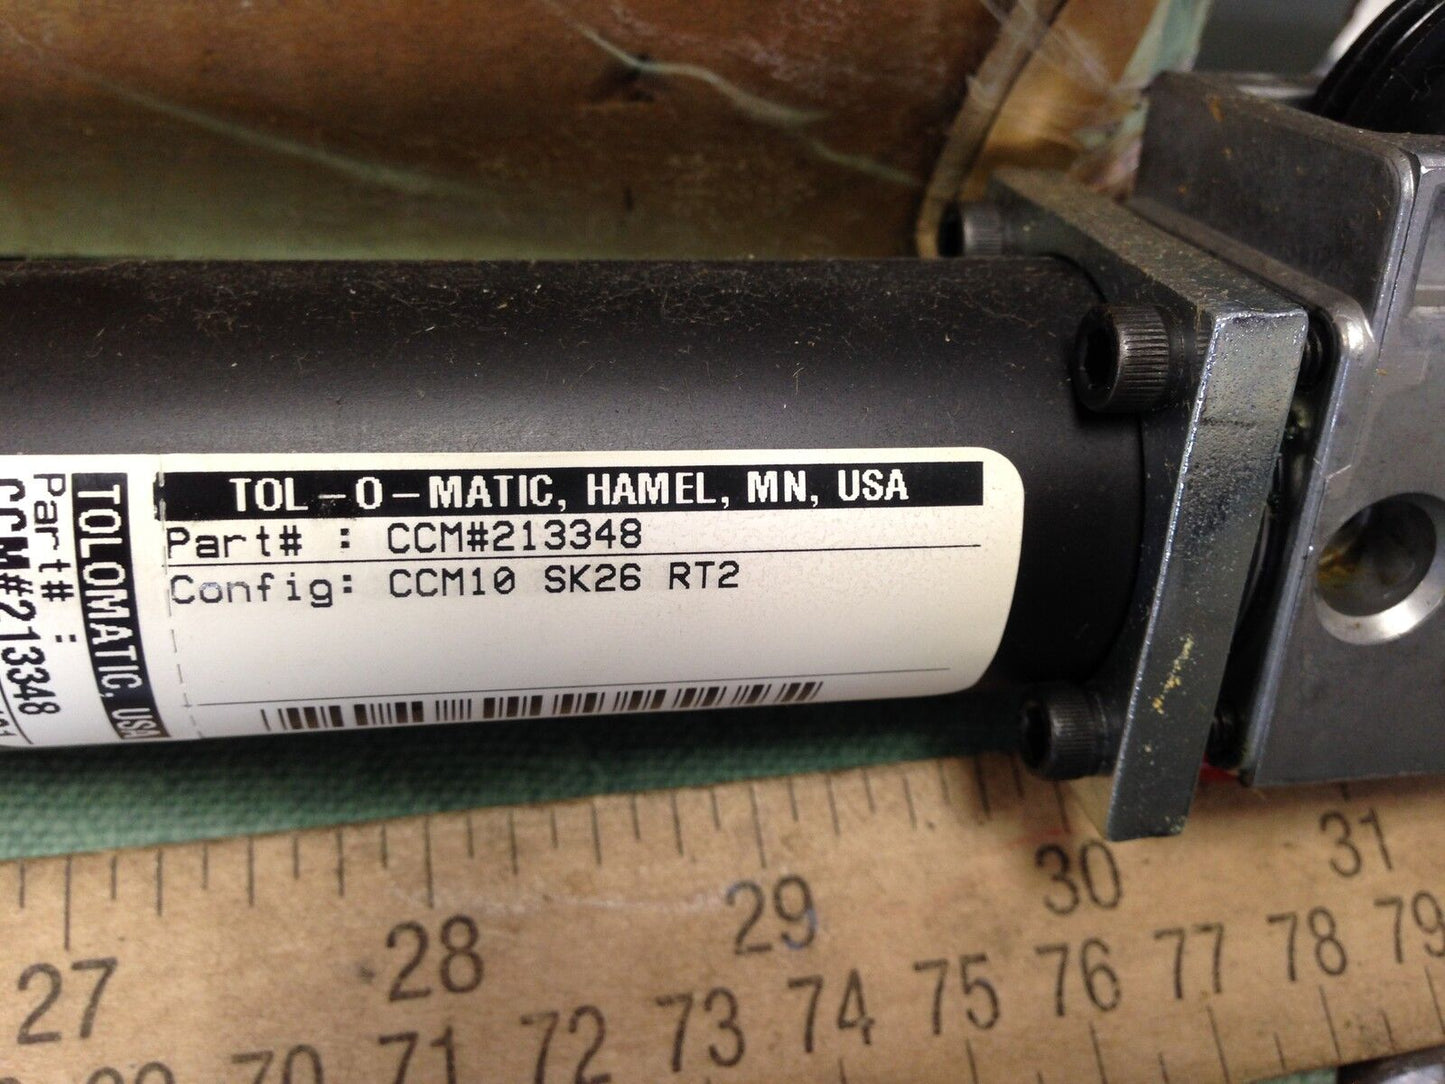 TOL-O-MATIC, HAMEL, MN, USA
Part# : CCM#213348
Config: CCM10 SK26 RT2
TOLOMATIC, USA
Part# :
CCM#213348
27 28 29 30 31
70 71 72 73 74 75 76 77 78 79